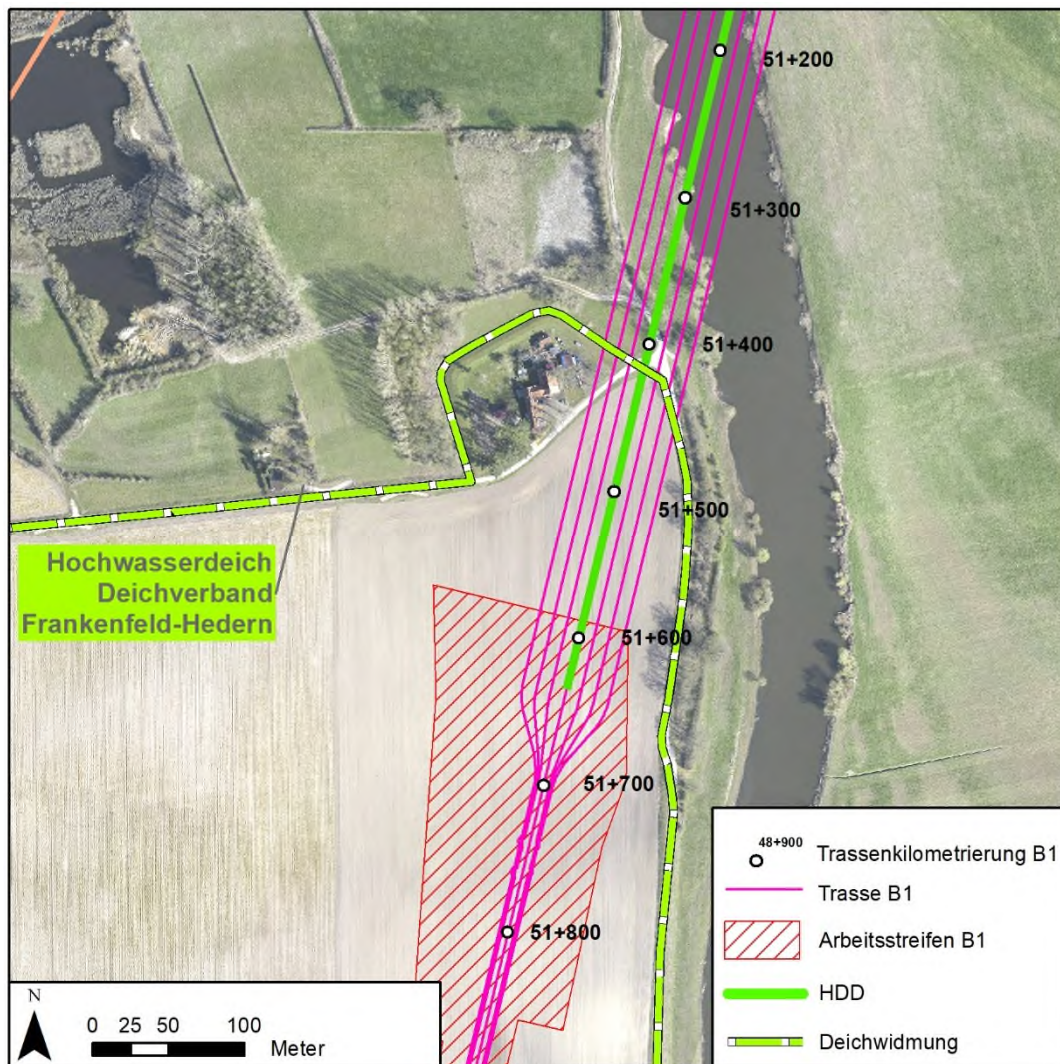 51+200
51+300
51+400
51+500
Hochwasserdeich
Deichverband
Frankenfeld-Hedern
51+600
51+700
51+800
48+900
Trassenkilometrierung B1
Trasse B1
Arbeitsstreifen B1
HDD
Deichwidmung
N
0 25 50 100
Meter